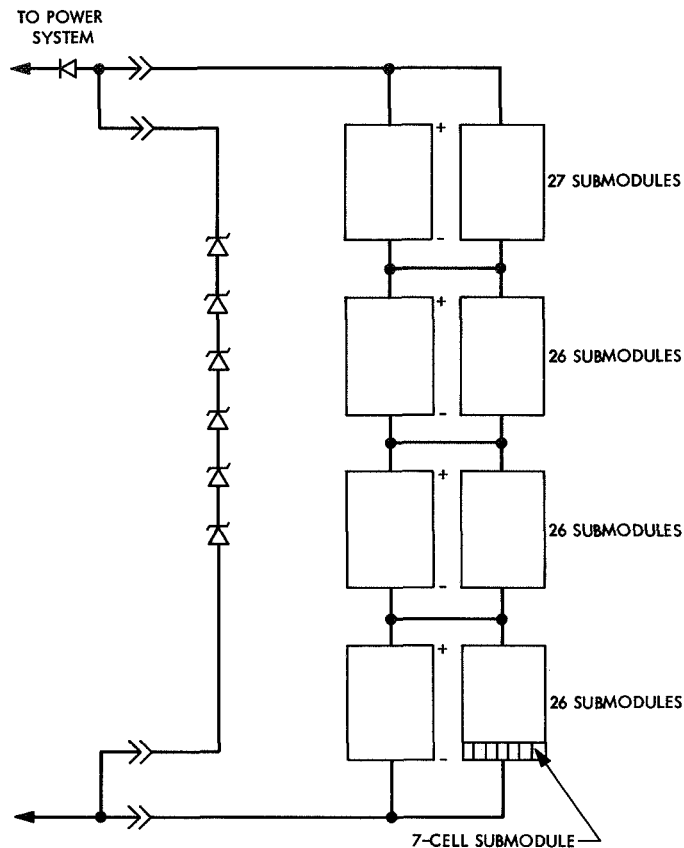 TO POWER
SYSTEM
+
-
27 SUBMODULES
+
-
26 SUBMODULES
+
-
26 SUBMODULES
+
-
26 SUBMODULES
7-CELL SUBMODULE